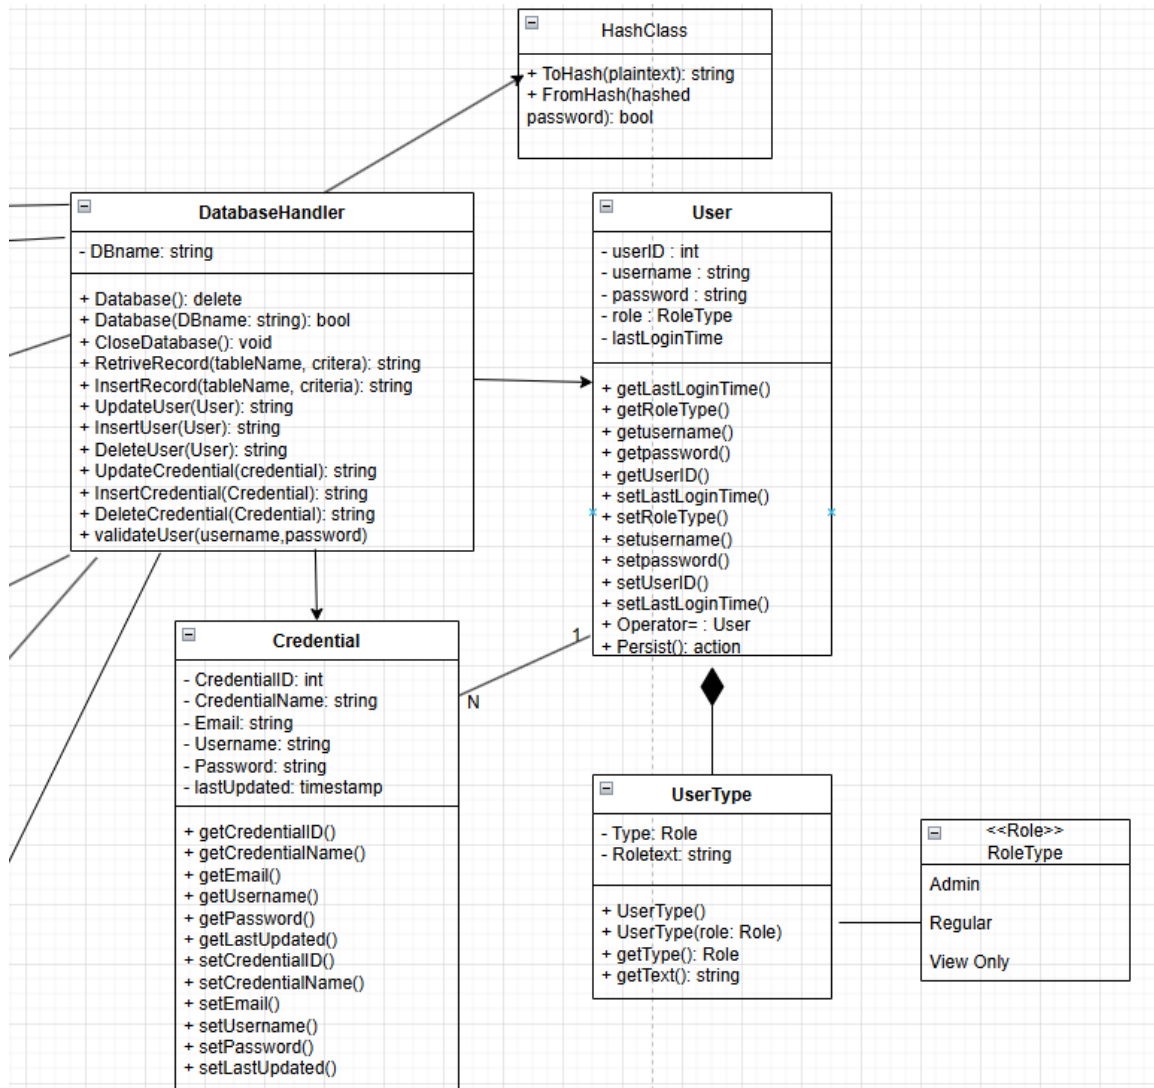 HashClass
+ ToHash(plaintext): string
+ FromHash(hashed
password): bool
DatabaseHandler
- DBname: string
+ Database(): delete
+ Database(DBname: string): bool
+ CloseDatabase(): void
+ RetriveRecord(tableName, critera): string
+ InsertRecord(tableName, criteria): string
+ UpdateUser(User): string
+ InsertUser(User): string
+ DeleteUser(User): string
+ UpdateCredential(credential): string
+ InsertCredential(Credential): string
+ DeleteCredential(Credential): string
+ validateUser(username,password)
User
- userID : int
- username : string
- password : string
- role : RoleType
- lastLoginTime
+ getLastLoginTime()
+ getRoleType()
+ getusername()
+ getpassword()
+ getUserID()
+ setLastLoginTime()
+ setRoleType()
+ setusername()
+ setpassword()
+ setUserID()
+ setLastLoginTime()
+ Operator= : User
+ Persist(): action
1
N
Credential
- CredentialID: int
- CredentialName: string
- Email: string
- Username: string
- Password: string
- lastUpdated: timestamp
+ getCredentialID()
+ getCredentialName()
+ getEmail()
+ getUsername()
+ getPassword()
+ getLastUpdated()
+ setCredentialID()
+ setCredentialName()
+ setEmail()
+ setUsername()
+ setPassword()
+ setLastUpdated()
UserType
- Type: Role
- Roletext: string
+ UserType()
+ UserType(role: Role)
+ getType(): Role
+ getText(): string
<<Role>>
RoleType
Admin
Regular
View Only